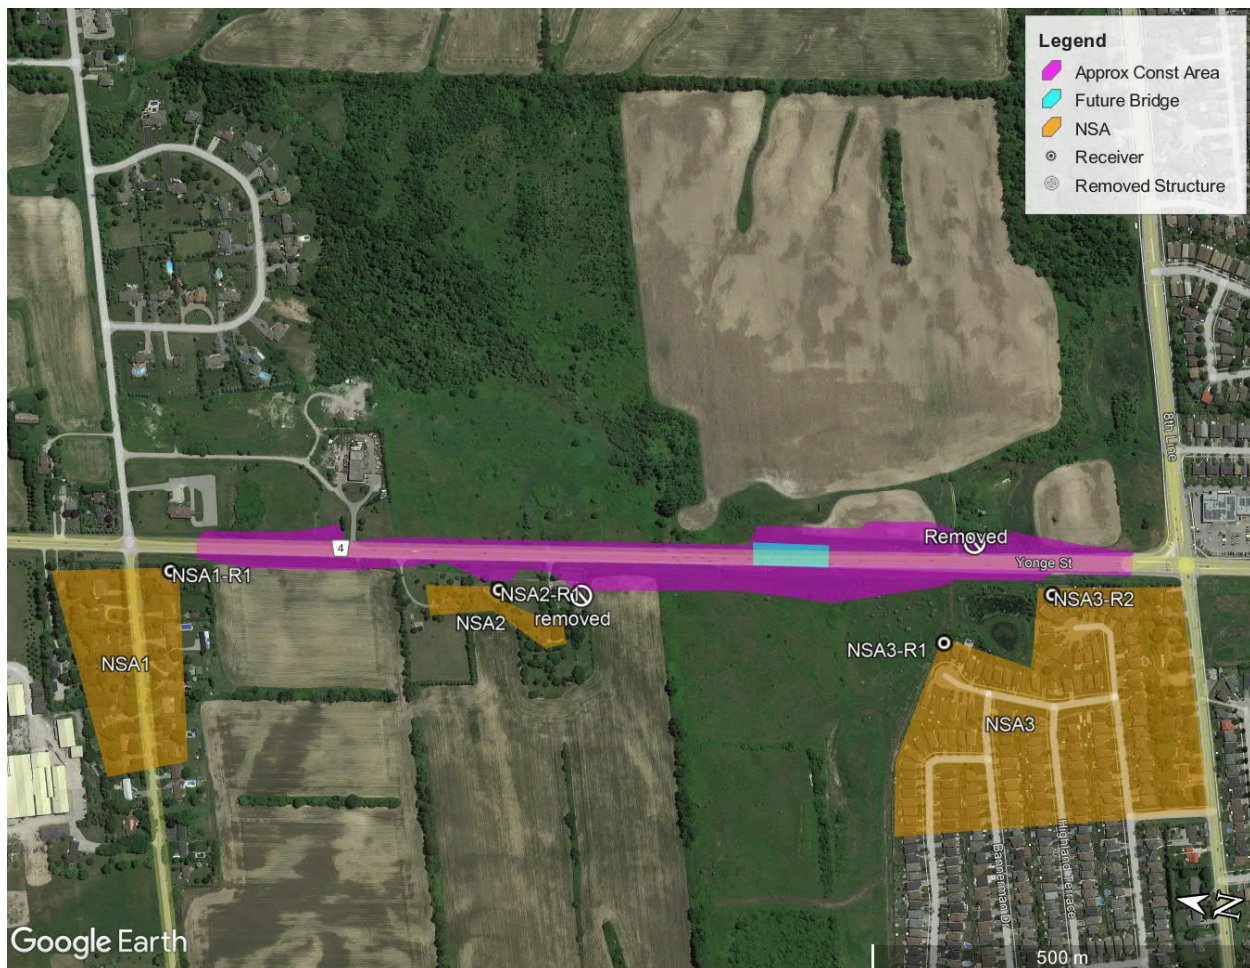 Legend
Approx Const Area
Future Bridge
NSA
Receiver
Removed Structure
8th Line
4
Removed
Yonge St
NSA1-R1
NSA2-R1
NSA3-R2
removed
NSA2
NSA3-R1
NSA1
NSA3
Highland Terrace
Bannerman D
N
Google Earth
500 m